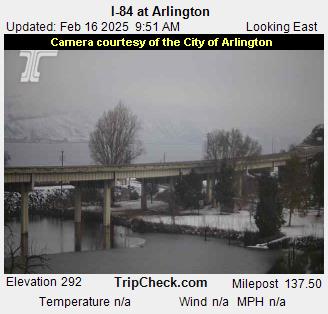 I-84 at Arlington
Updated: Feb 16 2025 9:51 AM Looking East
Camera courtesy of the City of Arlington
Elevation 292 TripCheck.com Milepost 137.50
Temperature n/a Wind n/a MPH n/a